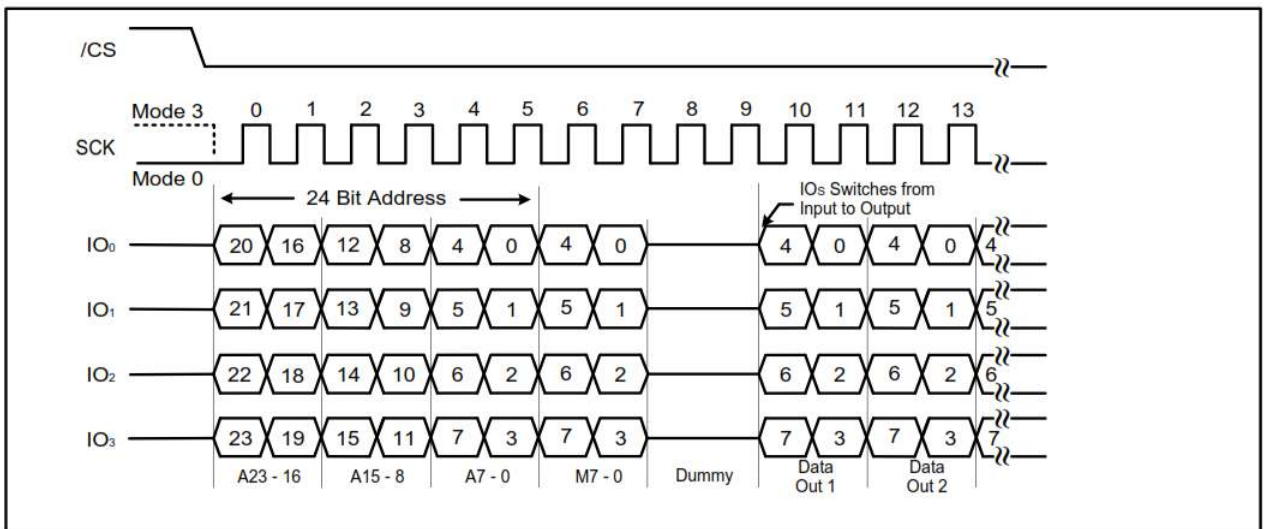 /CS
Mode 3 0 1 2 3 4 5 6 7 8 9 10 11 12 13
SCK
Mode 0
24 Bit Address
IOs Switches from
Input to Output
IO₀ 20 16 12 8 4 0 4 0 4 0 4 0 4
IO₁ 21 17 13 9 5 1 5 1 5 1 5 1 5
IO₂ 22 18 14 10 6 2 6 2 6 2 6 2 6
IO₃ 23 19 15 11 7 3 7 3 7 3 7 3 7
A23 - 16 A15 - 8 A7 - 0 M7 - 0 Dummy Data Out 1 Data Out 2